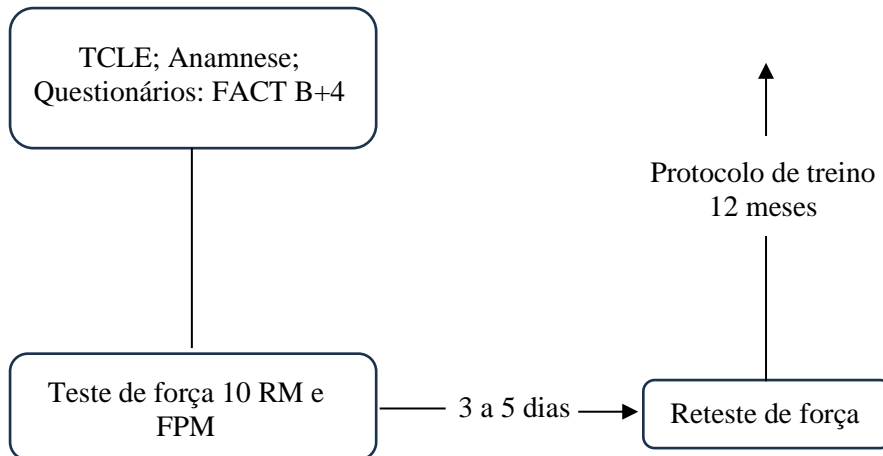 TCLE; Anamnese;
Questionários: FACT B+4
Teste de força 10 RM e
FPM
3 a 5 dias
Reteste de força
Protocolo de treino
12 meses